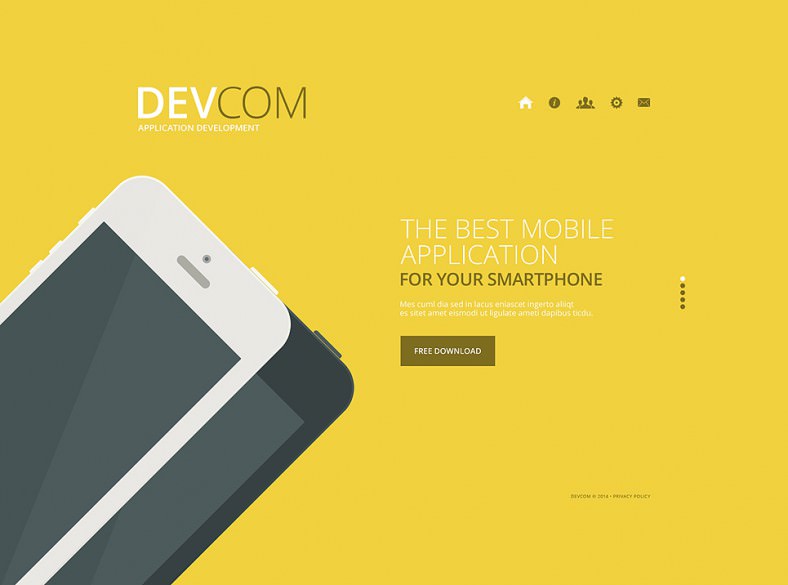 DEVCOM
APPLICATION DEVELOPMENT
THE BEST MOBILE
APPLICATION
FOR YOUR SMARTPHONE
Mes cuml dia sed in lacus eniascet ingerto aliiqt
es sitet amet eismodi ut ligulate ameti dapibus ticdu.
FREE DOWNLOAD
DEVCOM © 2014 • PRIVACY POLICY